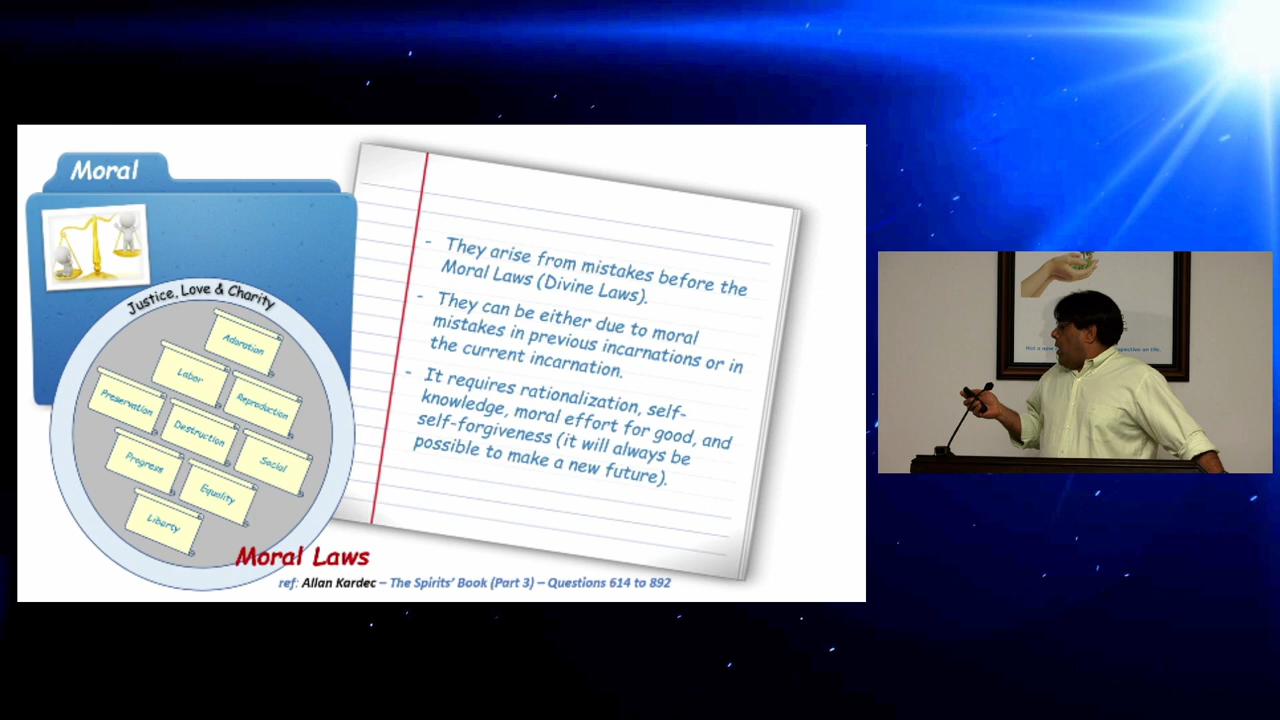 Moral
Justice, Love & Charity
Adoration
Labor
Reproduction
Preservation
Destruction
Social
Progress
Equality
Liberty
Moral Laws
- They arise from mistakes before the
Moral Laws (Divine Laws).
- They can be either due to moral
mistakes in previous incarnations or in
the current incarnation.
- It requires rationalization, self-
knowledge, moral effort for good, and
self-forgiveness (it will always be
possible to make a new future).
ref: Allan Kardec – The Spirits' Book (Part 3) – Questions 614 to 892